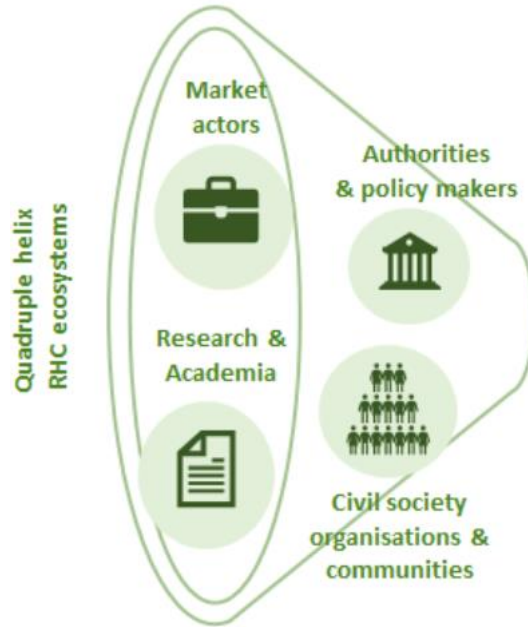 Quadruple helix
RHC ecosystems
Market
actors
Authorities
& policy makers
Research &
Academia
Civil society
organisations &
communities